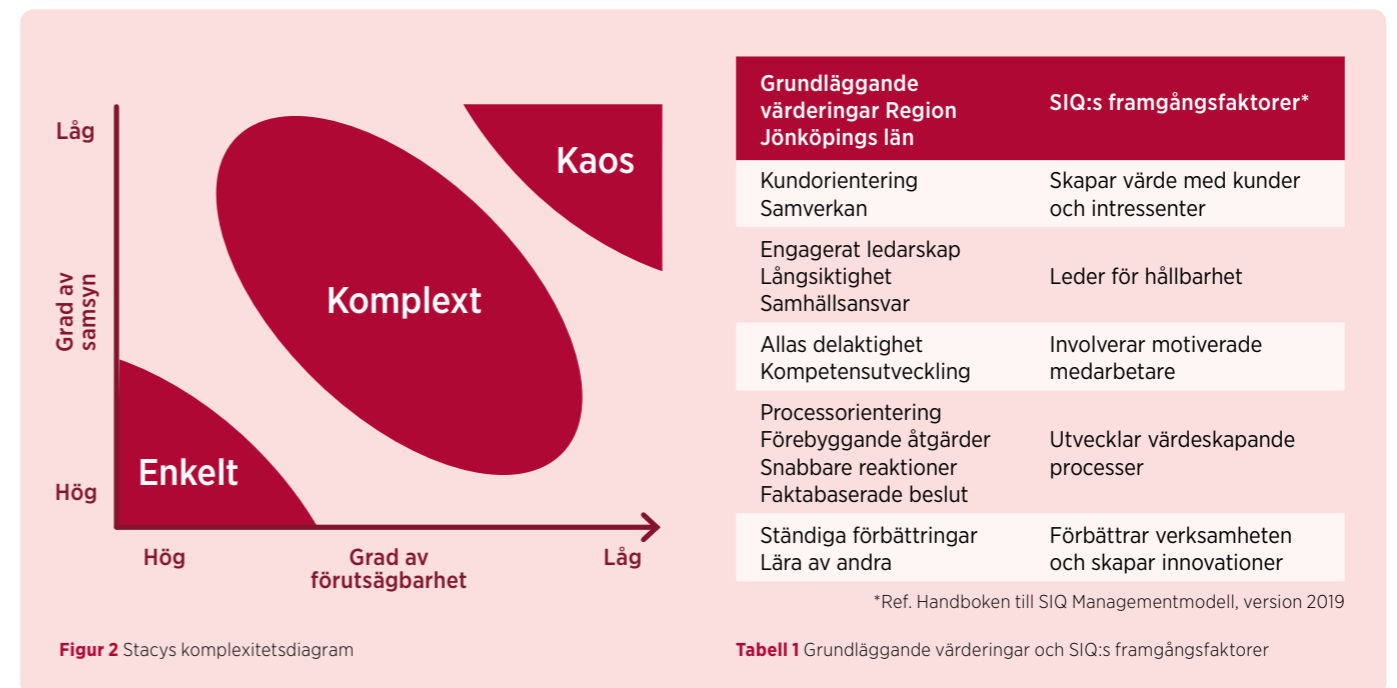 Låg
Grad av
samsyn
Hög
Kaos
Komplext
Enkelt
Hög
Grad av
förutsägbarhet
Låg
Figur 2 Stacys komplexitetsdiagram
Grundläggande
värderingar Region
Jönköpings län
SIQ:s framgångsfaktorer*
Kundorientering
Samverkan
Skapar värde med kunder
och intressenter
Engagerat ledarskap
Långsiktighet
Samhällsansvar
Leder för hållbarhet
Allas delaktighet
Kompetensutveckling
Involverar motiverade
medarbetare
Processorientering
Förebyggande åtgärder
Snabbare reaktioner
Faktabaserade beslut
Utvecklar värdeskapande
processer
Ständiga förbättringar
Lära av andra
Förbättrar verksamheten
och skapar innovationer
*Ref. Handboken till SIQ Managementmodell, version 2019
Tabell 1 Grundläggande värderingar och SIQ:s framgångsfaktorer